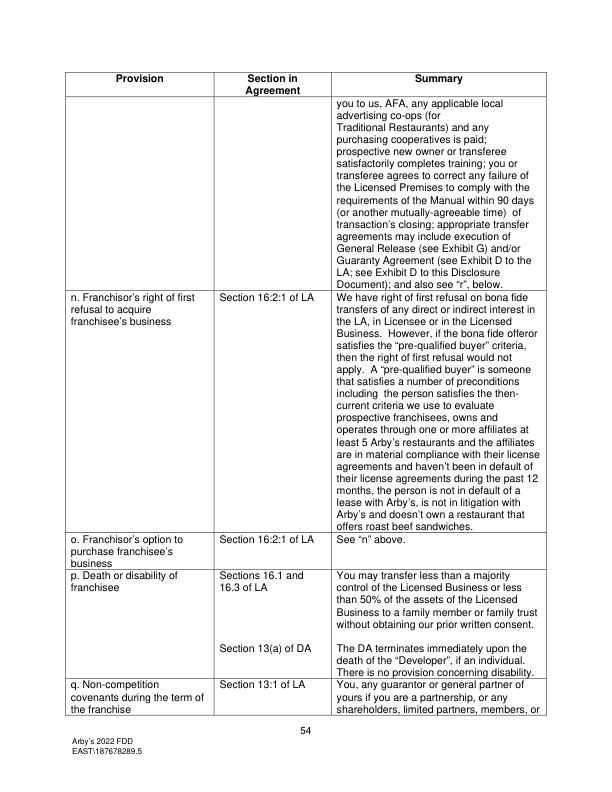 Provision
Section in
Agreement
Summary
you to us, AFA, any applicable local
advertising co-ops (for
Traditional Restaurants) and any
purchasing cooperatives is paid;
prospective new owner or transferee
satisfactorily completes training; you or
transferee agrees to correct any failure of
the Licensed Premises to comply with the
requirements of the Manual within 90 days
(or another mutually-agreeable time)  of
transaction's closing; appropriate transfer
agreements may include execution of
General Release (see Exhibit G) and/or
Guaranty Agreement (see Exhibit D to the
LA; see Exhibit D to this Disclosure
Document); and also see “r”, below.
n. Franchisor's right of first
refusal to acquire
franchisee's business
Section 16:2:1 of LA
We have right of first refusal on bona fide
transfers of any direct or indirect interest in
the LA, in Licensee or in the Licensed
Business.  However, if the bona fide offeror
satisfies the “pre-qualified buyer” criteria,
then the right of first refusal would not
apply.  A “pre-qualified buyer” is someone
that satisfies a number of preconditions
including  the person satisfies the then-
current criteria we use to evaluate
prospective franchisees, owns and
operates through one or more affiliates at
least 5 Arby's restaurants and the affiliates
are in material compliance with their license
agreements and haven't been in default of
their license agreements during the past 12
months, the person is not in default of a
lease with Arby's, is not in litigation with
Arby's and doesn't own a restaurant that
offers roast beef sandwiches.
o. Franchisor's option to
purchase franchisee's
business
Section 16:2:1 of LA
See “n” above.
p. Death or disability of
franchisee
Sections 16.1 and
16.3 of LA
You may transfer less than a majority
control of the Licensed Business or less
than 50% of the assets of the Licensed
Business to a family member or family trust
without obtaining our prior written consent.
Section 13(a) of DA
The DA terminates immediately upon the
death of the “Developer”, if an individual.
There is no provision concerning disability.
q. Non-competition
covenants during the term of
the franchise
Section 13:1 of LA
You, any guarantor or general partner of
yours if you are a partnership, or any
shareholders, limited partners, members, or
54
Arby's 2022 FDD
EAST\187678289.5